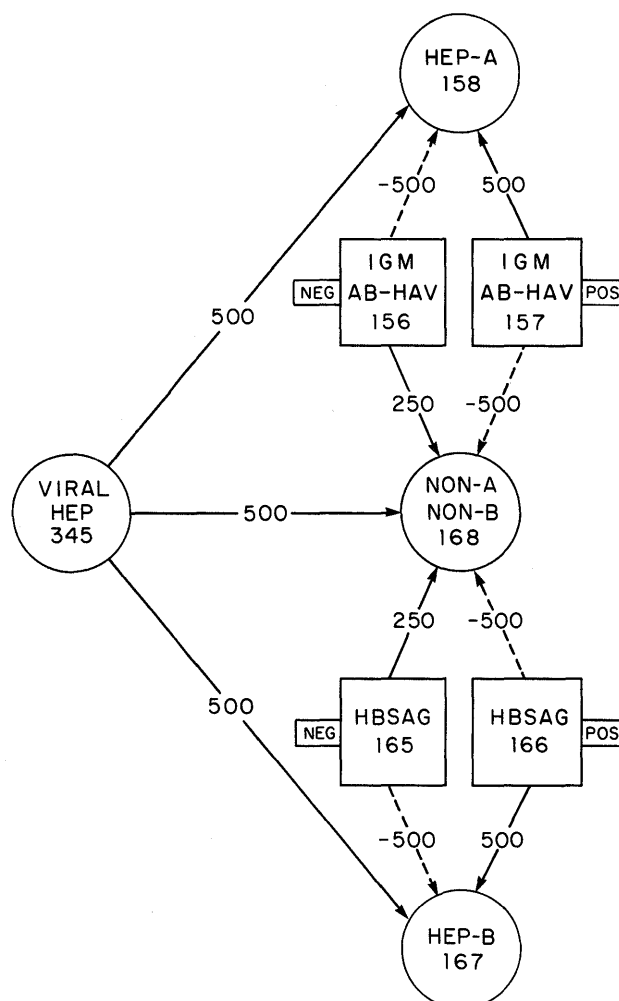 HEP-A
158
-500
500
IGM
AB-HAV
156
NEG
IGM
AB-HAV
157
POS
500
250
-500
VIRAL
HEP
345
500
NON-A
NON-B
168
250
-500
500
NEG
HBSAG
165
HBSAG
166
POS
-500
500
HEP-B
167